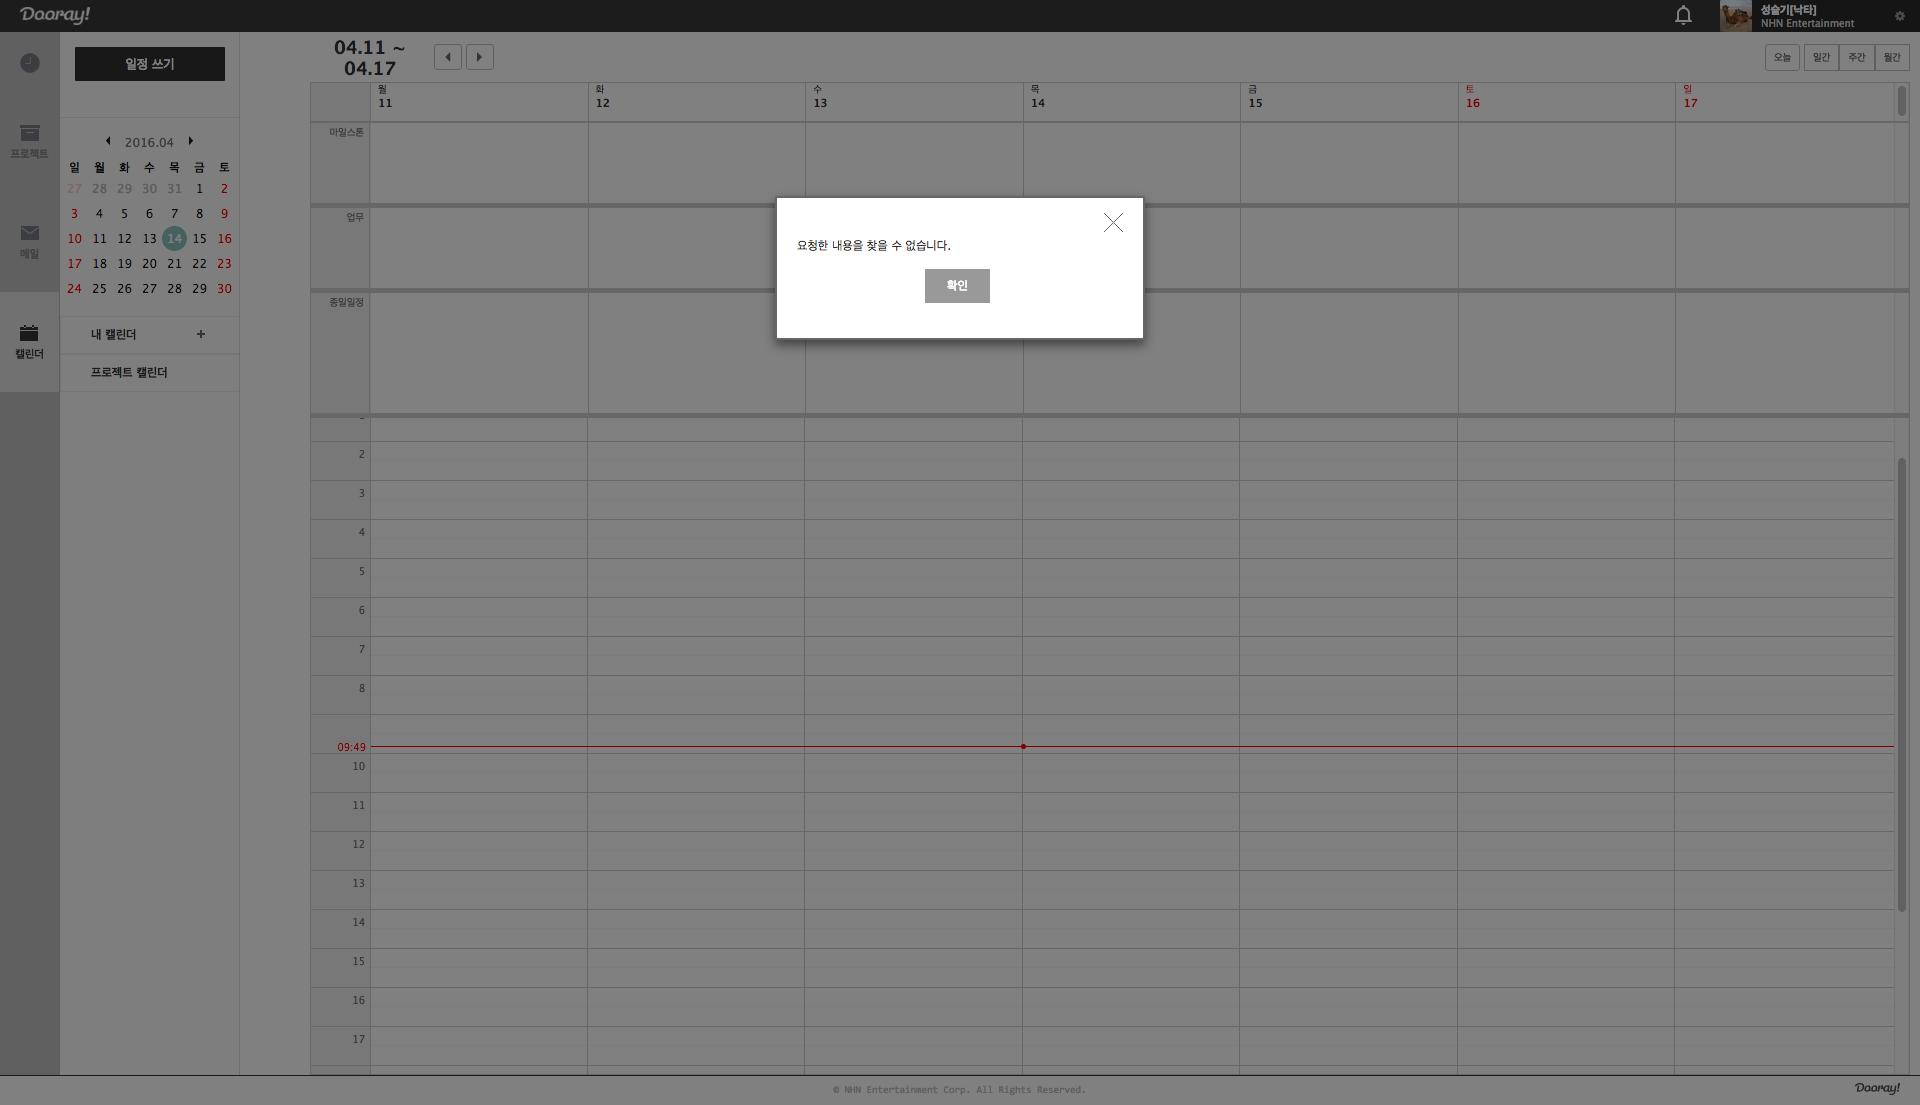 Dooray!
성슬기[낙타]
NHN Entertainment
일정 쓰기
04.11 ~
04.17
오늘
일간
주간
월간
프로젝트
메일
캘린더
2016.04
일 월 화 수 목 금 토
27 28 29 30 31 1 2
3 4 5 6 7 8 9
10 11 12 13 14 15 16
17 18 19 20 21 22 23
24 25 26 27 28 29 30
내 캘린더 +
프로젝트 캘린더
월 화 수 목 금 토 일
11 12 13 14 15 16 17
마일스톤
업무
종일일정
요청한 내용을 찾을 수 없습니다.
확인
2
3
4
5
6
7
8
09:49
10
11
12
13
14
15
16
17
© NHN Entertainment Corp. All Rights Reserved.
Dooray!